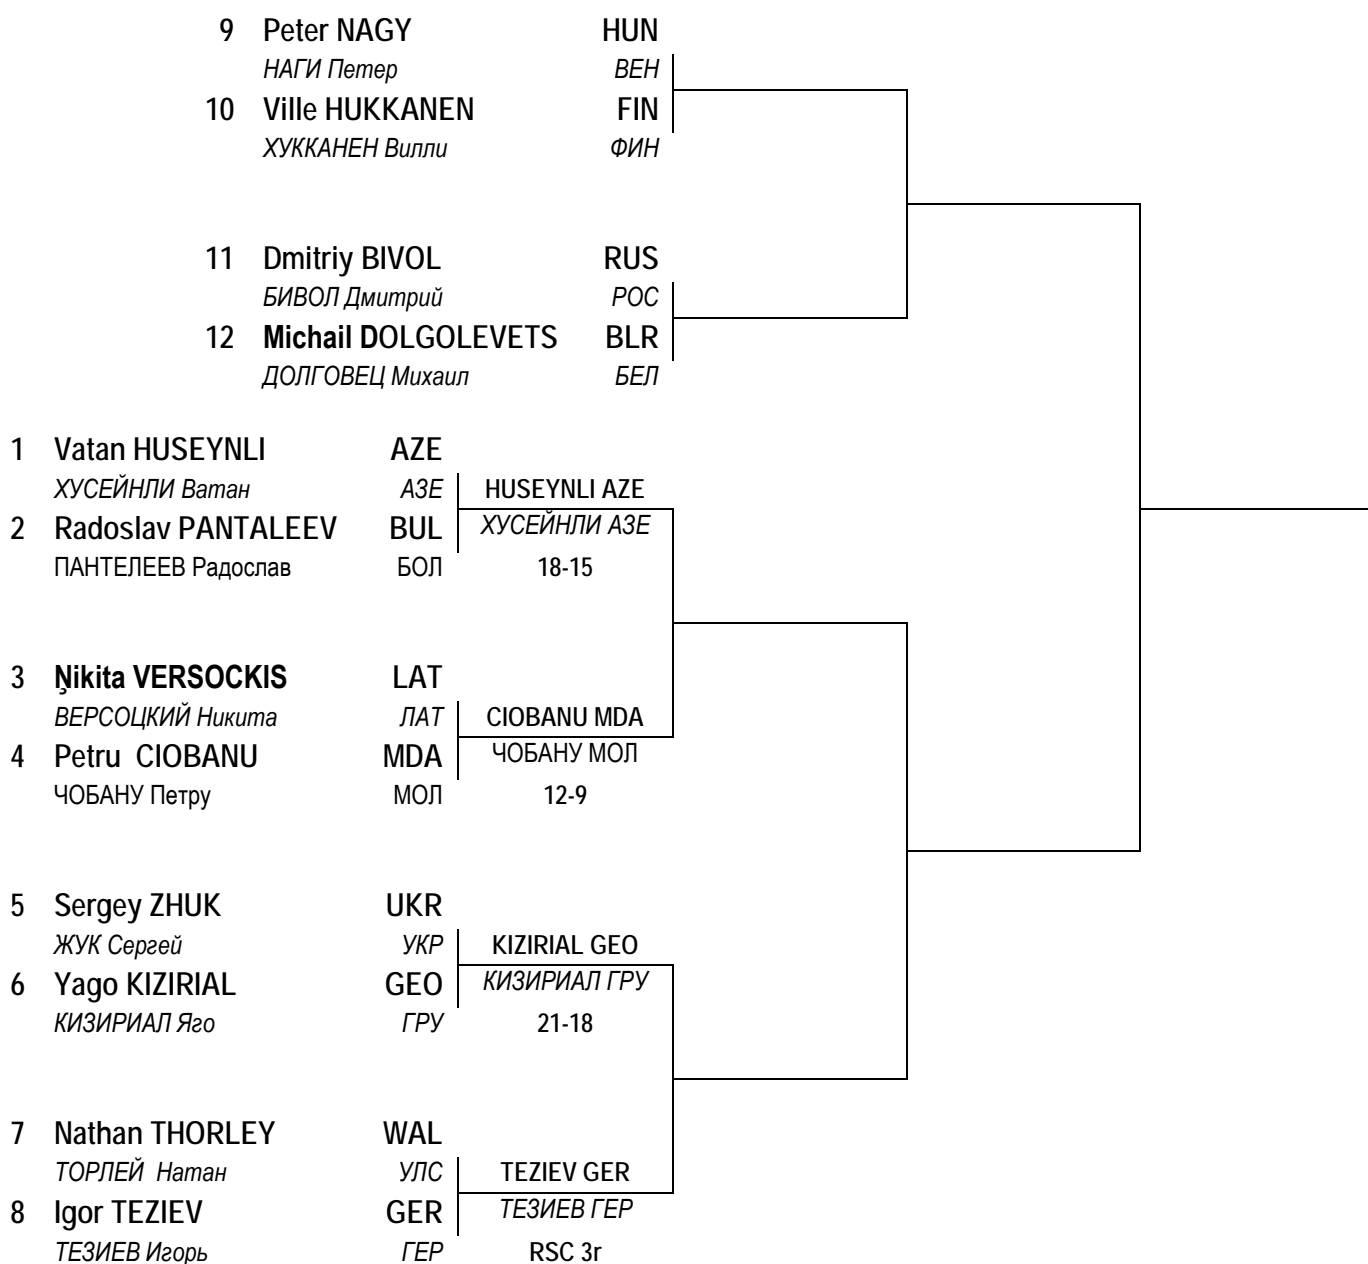 9 Peter NAGY HUN
НАГИ Петер ВЕН
10 Ville HUKKANEN FIN
ХУККАНЕН Вилли ФИН
11 Dmitriy BIVOL RUS
БИВОЛ Дмитрий РОС
12 Michail DOLGOLEVETS BLR
ДОЛГОВЕЦ Михаил БЕЛ
1 Vatan HUSEYNLI AZE
ХУСЕЙНЛИ Ватан АЗЕ HUSEYNLI AZE
2 Radoslav PANTALEEV BUL ХУСЕЙНЛИ АЗЕ
ПАНТЕЛЕЕВ Радослав БОЛ 18-15
3 Ņikita VERSOCKIS LAT
ВЕРСОЦКИЙ Никита ЛАТ CIOBANU MDA
4 Petru CIOBANU MDA ЧОБАНУ МОЛ
ЧОБАНУ Петру МОЛ 12-9
5 Sergey ZHUK UKR
ЖУК Сергей УКР KIZIRIAL GEO
6 Yago KIZIRIAL GEO КИЗИРИАЛ ГРУ
КИЗИРИАЛ Яго ГРУ 21-18
7 Nathan THORLEY WAL
ТОРЛЕЙ Натан УЛС TEZIEV GER
8 Igor TEZIEV GER ТЕЗИЕВ ГЕР
ТЕЗИЕВ Игорь ГЕР RSC 3r